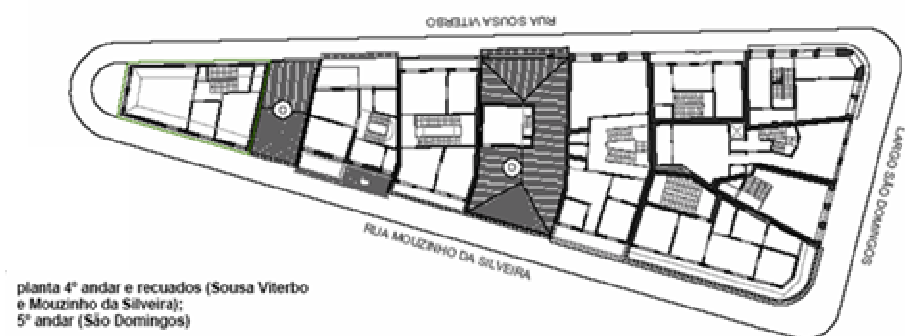 RUA SOUSA VITERBO
LARGO SÃO DOMINGOS
RUA MOUZINHO DA SILVEIRA
planta 4º andar e recuados (Sousa Viterbo
e Mouzinho da Silveira);
5º andar (São Domingos)